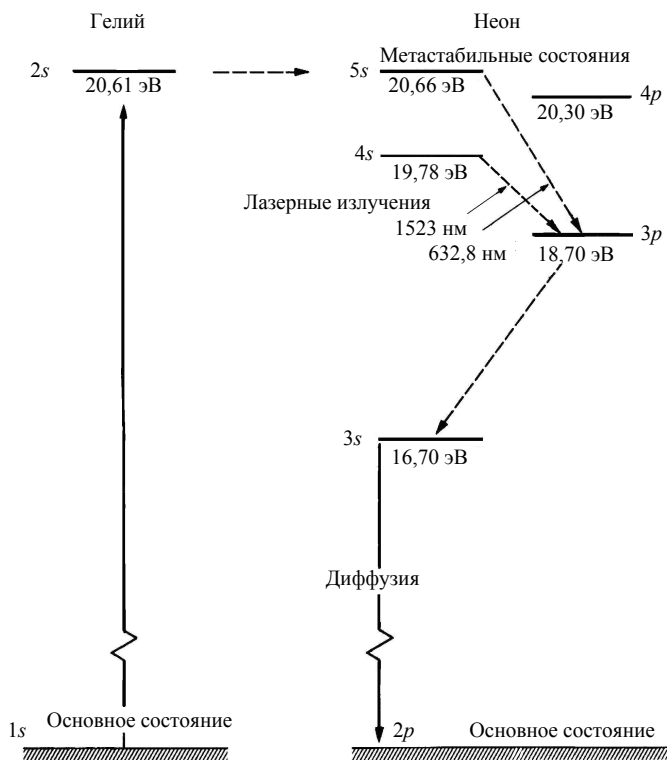 Гелий
Неон
Метастабильные состояния
2s
20,61 эВ
5s
20,66 эВ
4p
20,30 эВ
4s
19,78 эВ
Лазерные излучения
1523 нм
632,8 нм
3p
18,70 эВ
3s
16,70 эВ
Диффузия
1s
Основное состояние
2p
Основное состояние